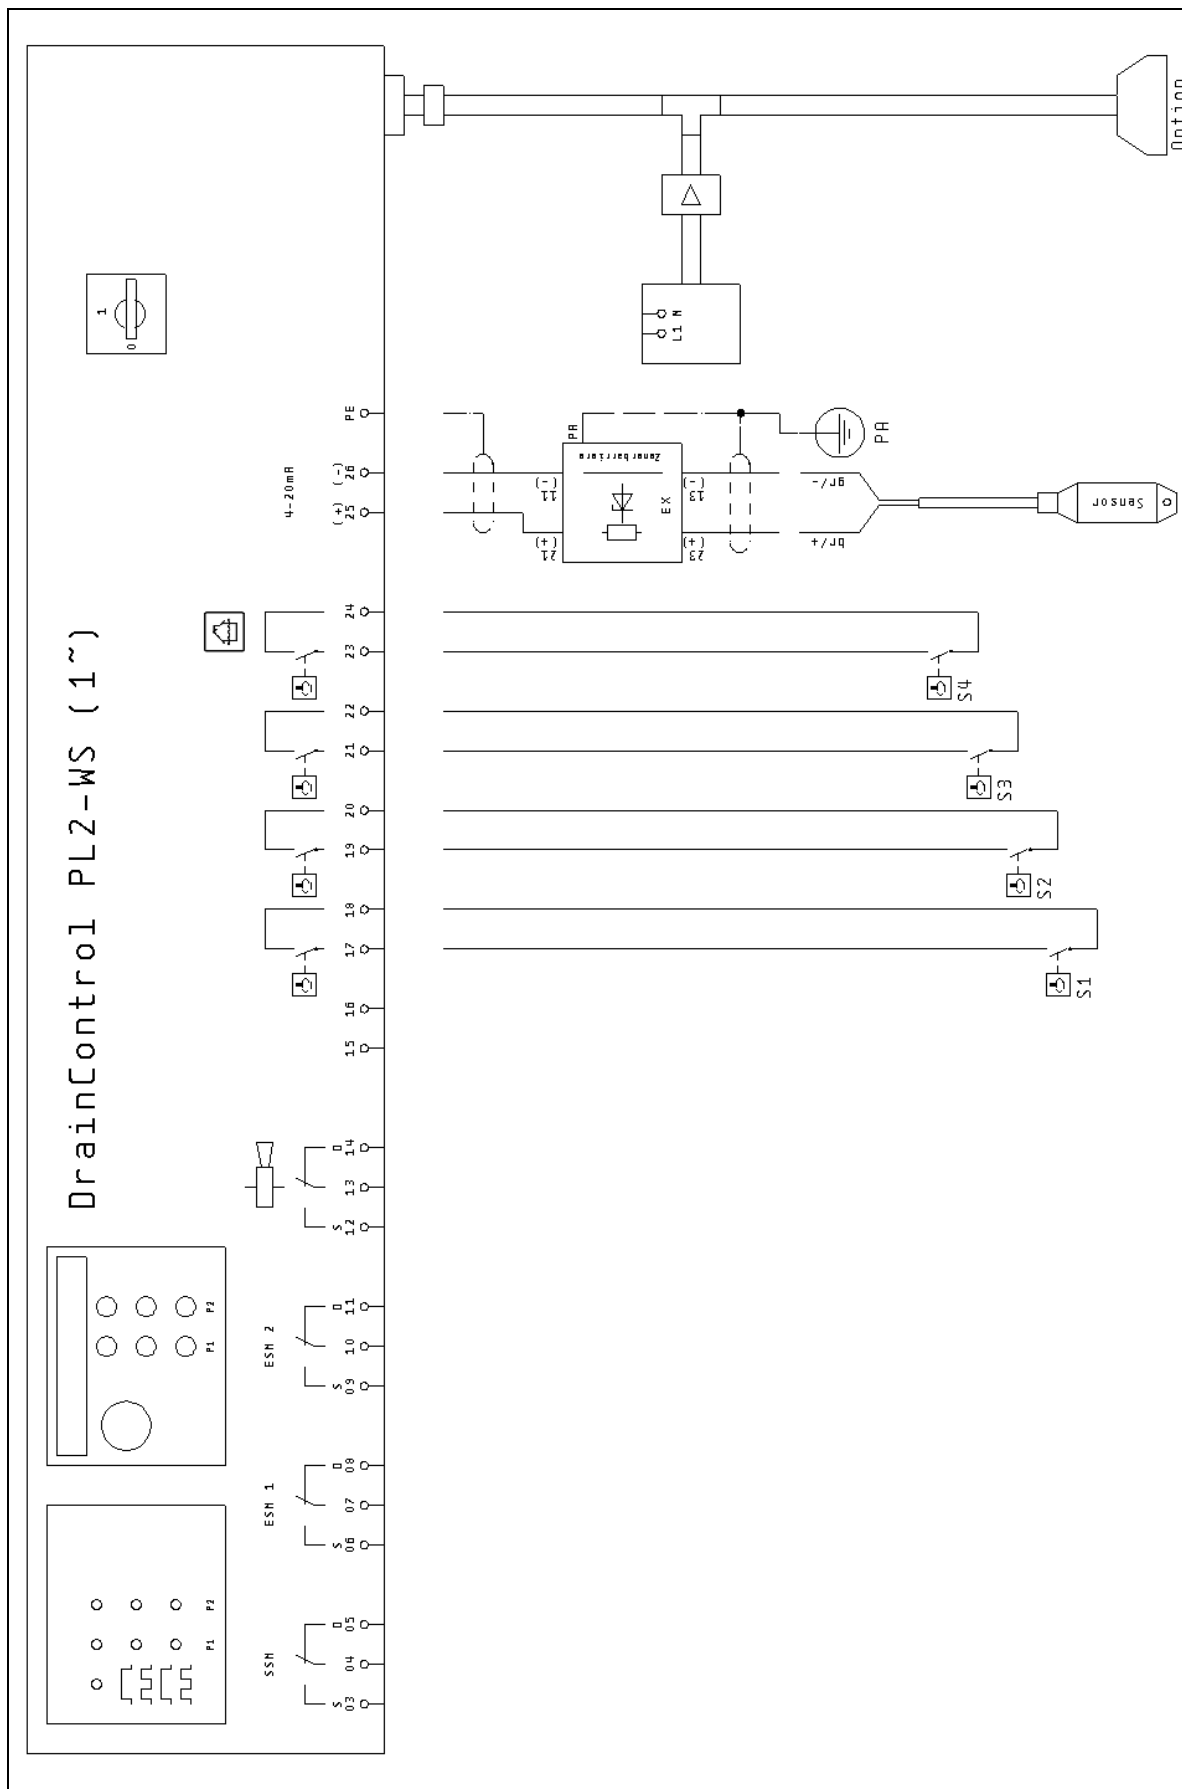 DrainControl PL2-WS (1~)
0
1
P1 P2
P1 P2
SSM
ESM 1
ESM 2
4-20mA
S
S
S
S
(+) (-)
03 04 05
06 07 08
09 10 11
12 13 14
15 16
17 18
19 20
21 22
23 24
25 26
PE
21 (+)
11 (-)
PA
Zenerbarriere
EX
23 (+)
13 (-)
L1 N
br/+
gr/-
PA
S4
S3
S2
S1
Sensor
Option